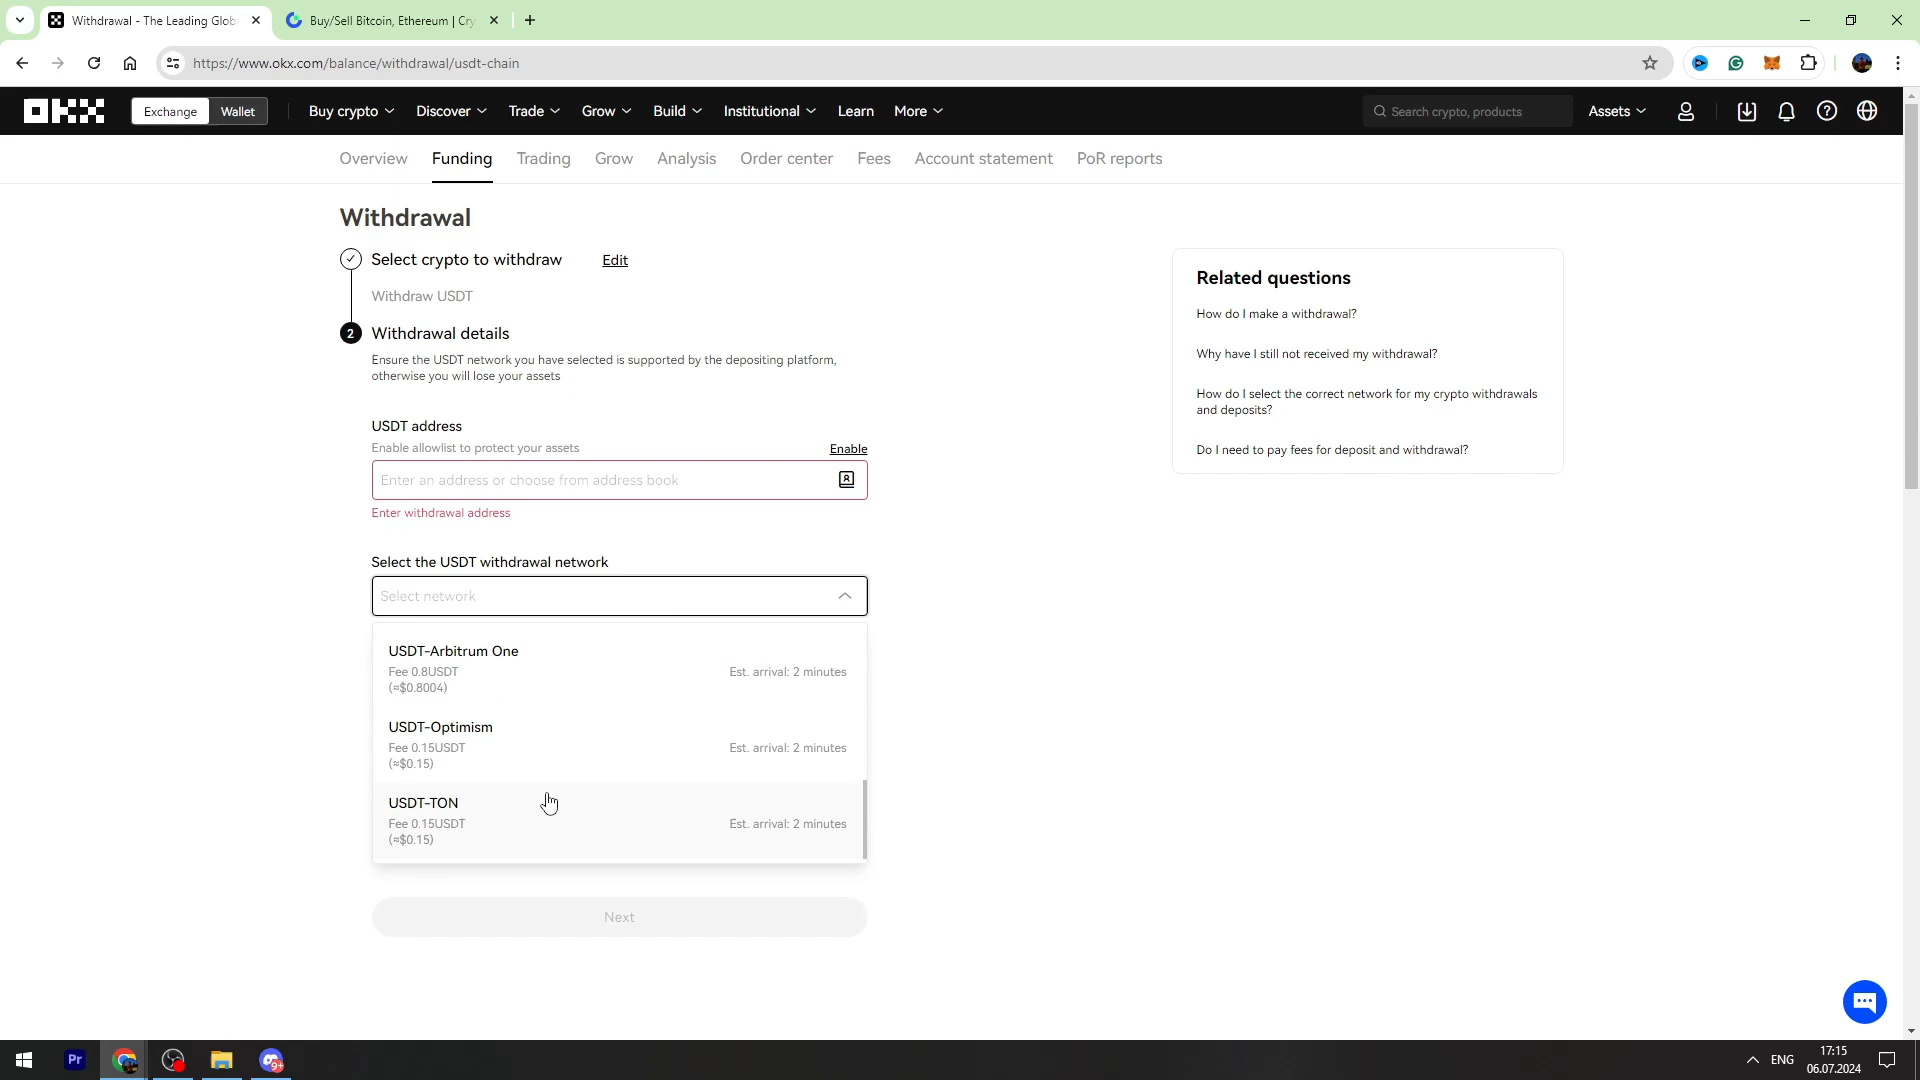 Withdrawal - The Leading Glob
Buy/Sell Bitcoin, Ethereum | Cry
https://www.okx.com/balance/withdrawal/usdt-chain
OKX
Exchange
Wallet
Buy crypto
Discover
Trade
Grow
Build
Institutional
Learn
More
Search crypto, products
Assets
Overview
Funding
Trading
Grow
Analysis
Order center
Fees
Account statement
PoR reports
Withdrawal
Select crypto to withdraw
Edit
Withdraw USDT
2
Withdrawal details
Ensure the USDT network you have selected is supported by the depositing platform,
otherwise you will lose your assets
USDT address
Enable allowlist to protect your assets
Enable
Enter an address or choose from address book
Enter withdrawal address
Select the USDT withdrawal network
Select network
USDT-Arbitrum One
Fee 0.8USDT
(≈$0.8004)
Est. arrival: 2 minutes
USDT-Optimism
Fee 0.15USDT
(≈$0.15)
Est. arrival: 2 minutes
USDT-TON
Fee 0.15USDT
(≈$0.15)
Est. arrival: 2 minutes
Next
Related questions
How do I make a withdrawal?
Why have I still not received my withdrawal?
How do I select the correct network for my crypto withdrawals
and deposits?
Do I need to pay fees for deposit and withdrawal?
Pr
9+
ENG
17:15
06.07.2024